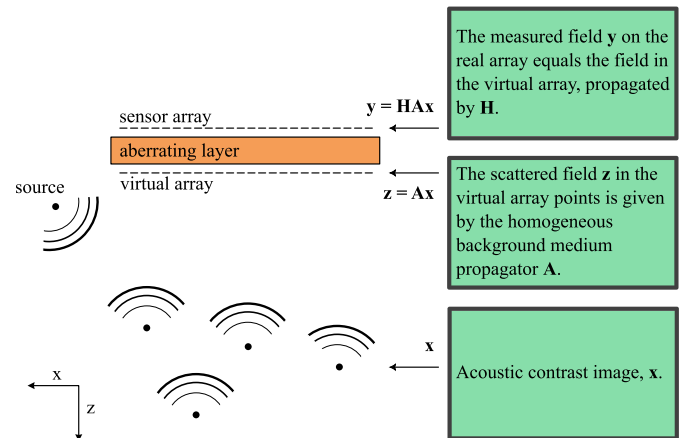 The measured field y on the
real array equals the field in
the virtual array, propagated
by H.
y = HAx
sensor array
aberrating layer
virtual array
z = Ax
source
The scattered field z in the
virtual array points is given
by the homogeneous
background medium
propagator A.
x
Acoustic contrast image, x.
x
z